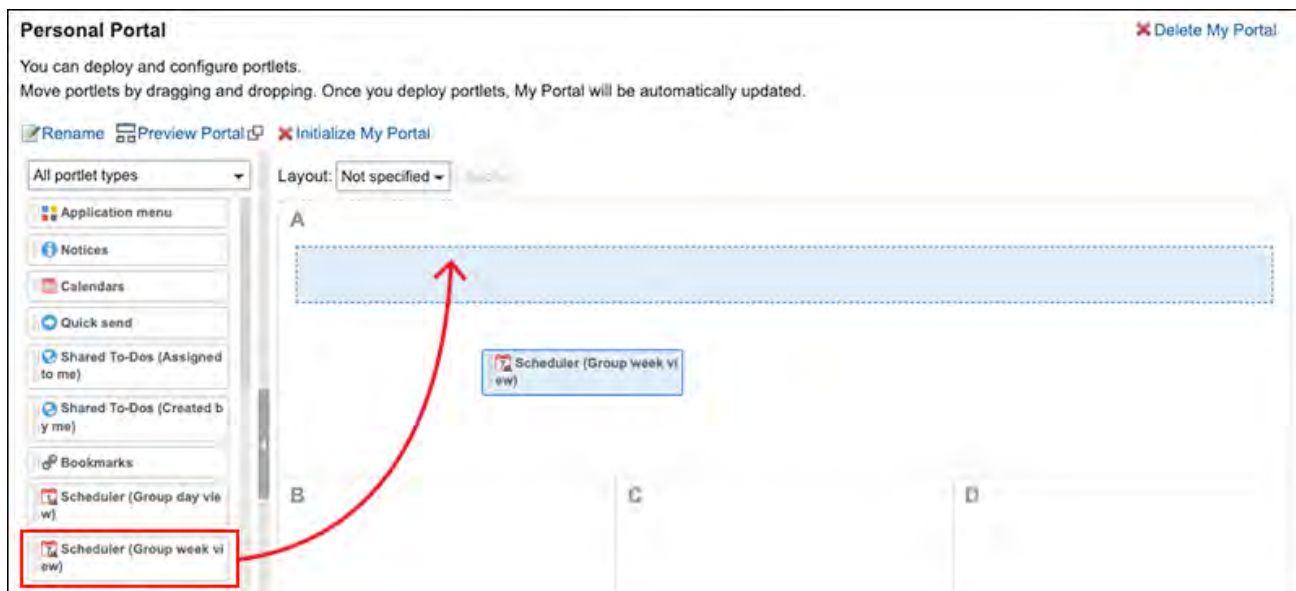 Personal Portal
Delete My Portal
You can deploy and configure portlets.
Move portlets by dragging and dropping. Once you deploy portlets, My Portal will be automatically updated.
Rename Preview Portal Initialize My Portal
All portlet types
Layout: Not specified
Application menu
Notices
Calendars
Quick send
Shared To-Dos (Assigned
to me)
Shared To-Dos (Created b
y me)
Bookmarks
Scheduler (Group day vie
w)
Scheduler (Group week vi
ew)
A
Scheduler (Group week vi
ew)
B
C
D